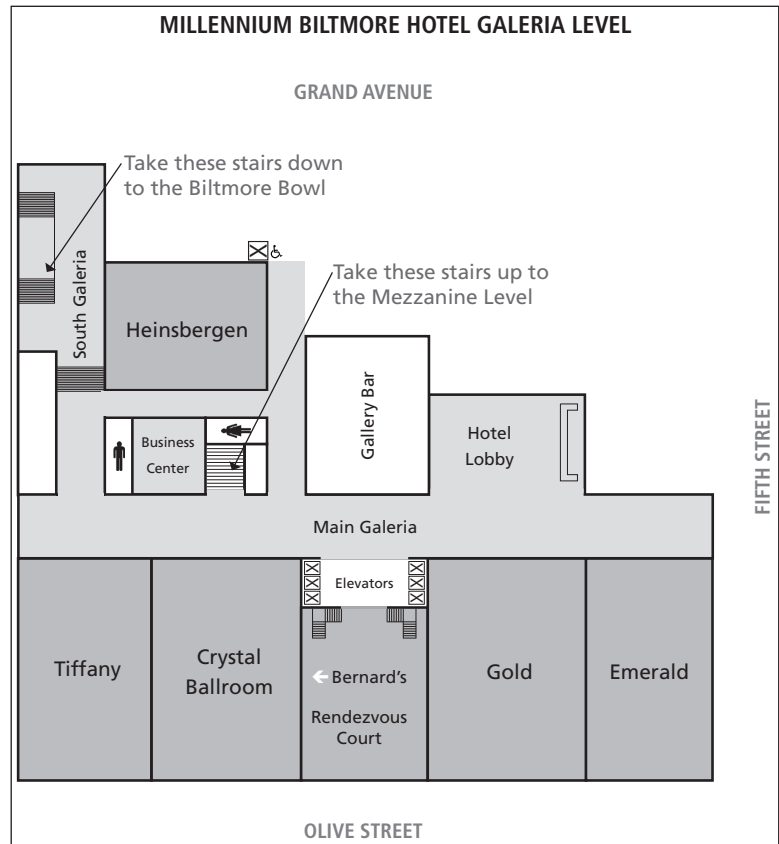 MILLENNIUM BILTMORE HOTEL GALERIA LEVEL
GRAND AVENUE
Take these stairs down
to the Biltmore Bowl
South Galeria
Heinsbergen
Take these stairs up to
the Mezzanine Level
Gallery Bar
Business
Center
Hotel
Lobby
FIFTH STREET
Main Galeria
Elevators
Tiffany
Crystal
Ballroom
Bernard's
Rendezvous
Court
Gold
Emerald
OLIVE STREET